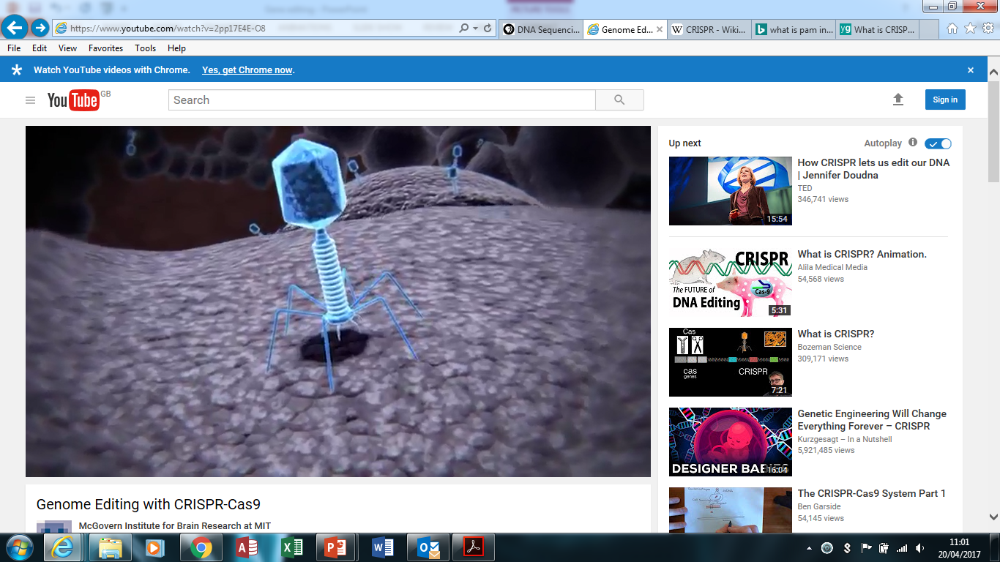 https://www.youtube.com/watch?v=2pp17E4E-O8
DNA Sequenci...
Genome Ed...
CRISPR - Wiki...
what is pam in...
What is CRISP...
File Edit View Favorites Tools Help
Watch YouTube videos with Chrome. Yes, get Chrome now.
YouTube GB
Search
Sign in
Up next
Autoplay
How CRISPR lets us edit our DNA
| Jennifer Doudna
TED
346,741 views
15:54
CRISPR
The FUTURE of
DNA Editing
Cas-9
5:31
What is CRISPR? Animation.
Alila Medical Media
54,568 views
Cas
cas
genes
CRISPR
7:21
What is CRISPR?
Bozeman Science
309,171 views
DESIGNER BA
16:04
Genetic Engineering Will Change
Everything Forever – CRISPR
Kurzgesagt – In a Nutshell
5,921,485 views
The CRISPR-Cas9 System Part 1
Ben Garside
54,145 views
Genome Editing with CRISPR-Cas9
McGovern Institute for Brain Research at MIT
11:01
20/04/2017